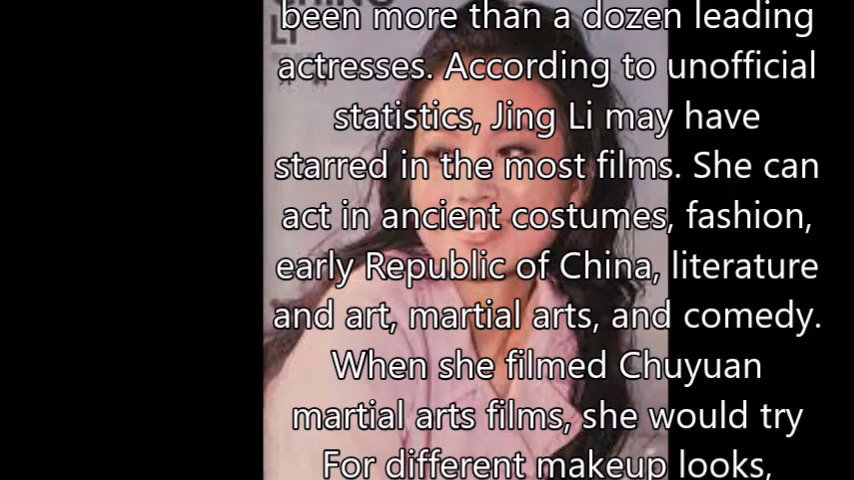 LI
been more than a dozen leading
actresses. According to unofficial
statistics, Jing Li may have
starred in the most films. She can
act in ancient costumes, fashion,
early Republic of China, literature
and art, martial arts, and comedy.
When she filmed Chuyuan
martial arts films, she would try
For different makeup looks,